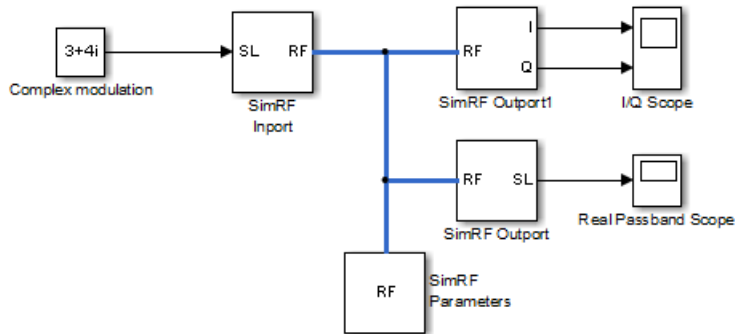 3+4i
Complex modulation
SL RF
SimRF
Inport
RF
I
Q
SimRF Outport1
I/Q Scope
RF SL
SimRF Outport
Real Passband Scope
RF
SimRF
Parameters